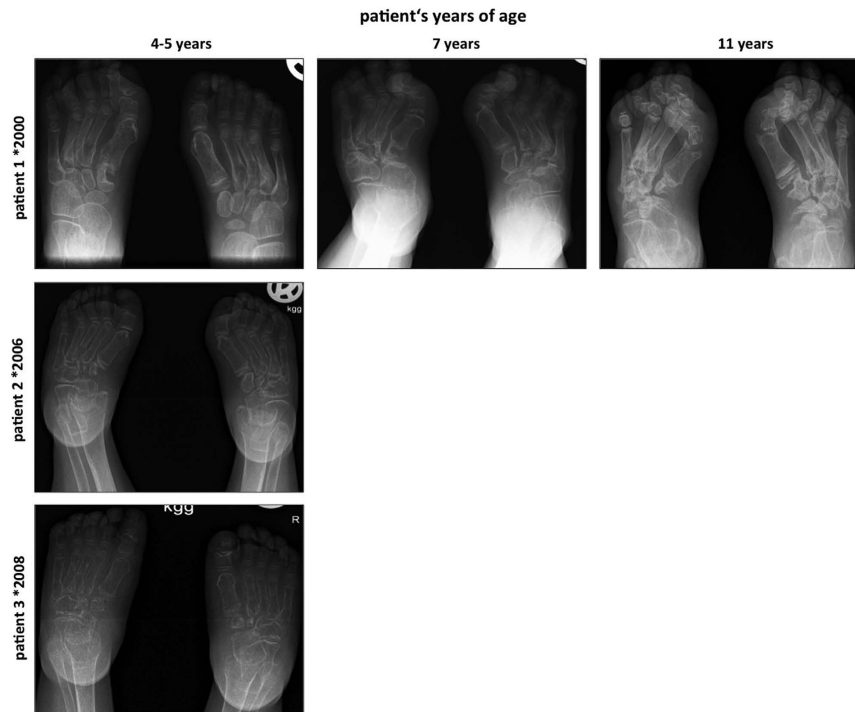 patient‘s years of age
4-5 years
7 years
11 years
patient 1 *2000
patient 2 *2006
kgg
patient 3 *2008
kgg
R